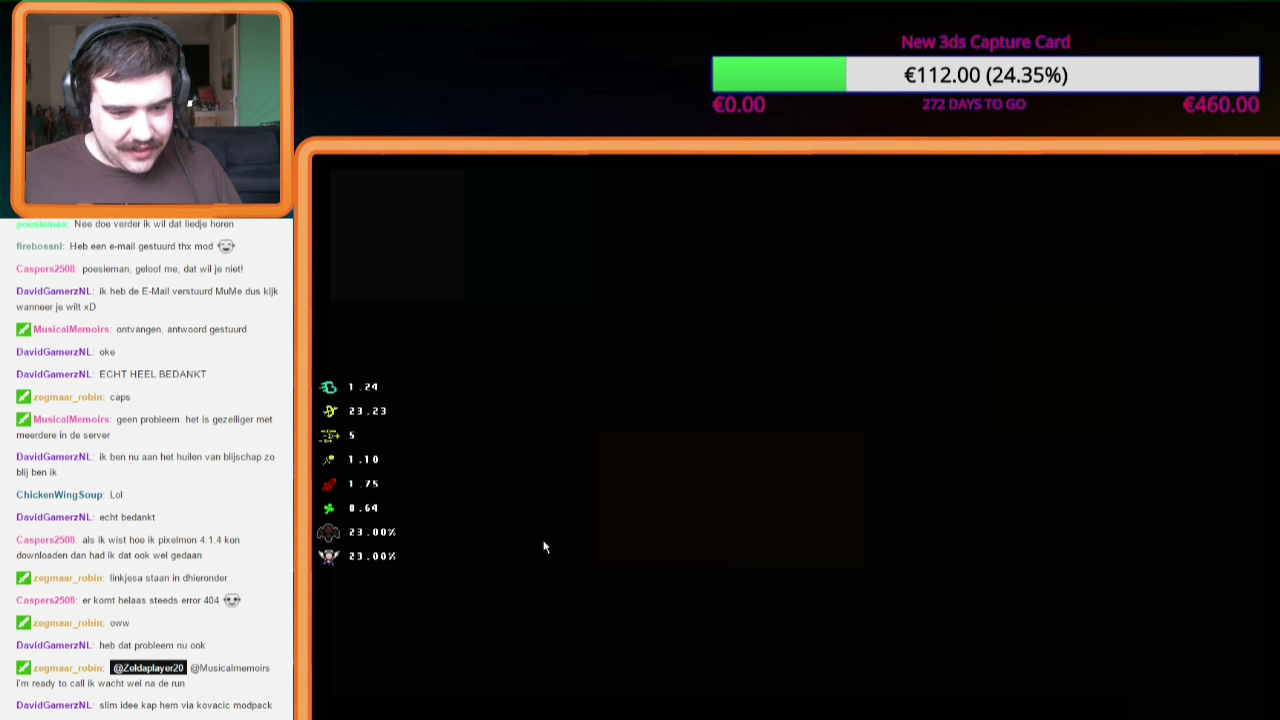 New 3ds Capture Card
€112.00 (24.35%)
€0.00
272 DAYS TO GO
€460.00
poesieman: Nee doe verder ik wil dat liedje horen
firebossnl: Heb een e-mail gestuurd thx mod
Caspers2508: poesieman, geloof me, dat wil je niet!
DavidGamerzNL: ik heb de E-Mail verstuurd MuMe dus kijk
wanneer je wilt xD
MusicalMemoirs: ontvangen, antwoord gestuurd
DavidGamerzNL: oke
DavidGamerzNL: ECHT HEEL BEDANKT
zegmaar_robin: caps
MusicalMemoirs: geen probleem. het is gezelliger met
meerdere in de server
DavidGamerzNL: ik ben nu aan het huilen van blijschap zo
blij ben ik
ChickenWingSoup: Lol
DavidGamerzNL: echt bedankt
Caspers2508: als ik wist hoe ik pixelmon 4.1.4 kon
downloaden dan had ik dat ook wel gedaan
zegmaar_robin: linkjesa staan in dhieronder
Caspers2508: er komt helaas steeds error 404
zegmaar_robin: oww
DavidGamerzNL: heb dat probleem nu ook
zegmaar_robin: @Zeldaplayer20 @Musicalmemoirs
i'm ready to call ik wacht wel na de run
DavidGamerzNL: slim idee kap hem via kovacic modpack
1.24
23.23
5
1.10
1.75
0.64
23.00%
23.00%